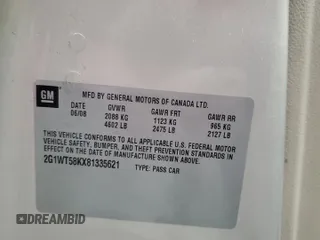 GM
MFD BY GENERAL MOTORS OF CANADA LTD.
DATE GVWR GAWR FRT GAWR RR
06/08 2088 KG 1123 KG 965 KG
4602 LB 2475 LB 2127 LB
THIS VEHICLE CONFORMS TO ALL APPLICABLE U.S. FEDERAL MOTOR
VEHICLE SAFETY, BUMPER, AND THEFT PREVENTION STANDARDS
IN EFFECT ON THE DATE OF MANUFACTURE SHOWN ABOVE.
2G1WT58KX81335621 TYPE: PASS CAR
DREAMBID